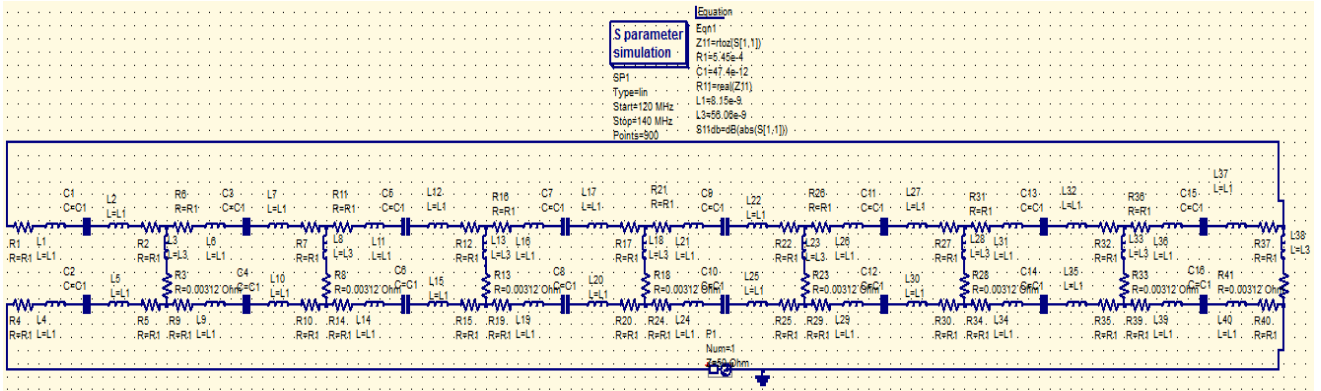 Equation
Eqn1
Z11=rtoz(S[1,1])
R1=5.45e-4
C1=47.4e-12
R11=real(Z11)
L1=8.15e-9
L3=56.06e-9
S11db=dB(abs(S[1,1]))
S parameter
simulation
SP1
Type=lin
Start=120 MHz
Stop=140 MHz
Points=900
L37
L=L1
C1 L2 R6 C3 L7 R11 C5 L12 R16 C7 L17 R21 C9 L22 R26 C11 L27 R31 C13 L32 R36 C15
C=C1 L=L1 R=R1 C=C1 L=L1 R=R1 C=C1 L=L1 R=R1 C=C1 L=L1 R=R1 C=C1 L=L1 R=R1 C=C1 L=L1 R=R1 C=C1 L=L1 R=R1 C=C1
R1 L1 R2 L3 L6 R7 L8 L11 R12 L13 L16 R17 L18 L21 R22 L23 L26 R27 L28 L31 R32 L33 L36 R37 L38
R=R1 L=L1 R=R1 L=L3 L=L1 R=R1 L=L3 L=L1 R=R1 L=L3 L=L1 R=R1 L=L3 L=L1 R=R1 L=L3 L=L1 R=R1 L=L3 L=L1 R=R1 L=L3 L=L1 R=R1 L=L3
C2 L5 R3 C4 L10 R8 C6 L15 R13 C8 L20 R18 C10 L25 R23 C12 L30 R28 C14 L35 R33 C16 R41
C=C1 L=L1 R=0.00312 Ohm C=C1 L=L1 R=0.00312 Ohm C=C1 L=L1 R=0.00312 Ohm C=C1 L=L1 R=0.00312 Ohm C=C1 L=L1 R=0.00312 Ohm C=C1 L=L1 R=0.00312 Ohm C=C1 L=L1 R=0.00312 Ohm C=C1 R=0.00312 Ohm
R4 L4 R5 R9 L9 R10 R14 L14 R15 R19 L19 R20 R24 L24 R25 R29 L29 R30 R34 L34 R35 R39 L39 L40 R40
R=R1 L=L1 R=R1 R=R1 L=L1 R=R1 R=R1 L=L1 R=R1 R=R1 L=L1 R=R1 R=R1 L=L1 R=R1 R=R1 L=L1 R=R1 R=R1 L=L1 R=R1 R=R1 L=L1 L=L1 R=R1
P1
Num=1
Z=50 Ohm